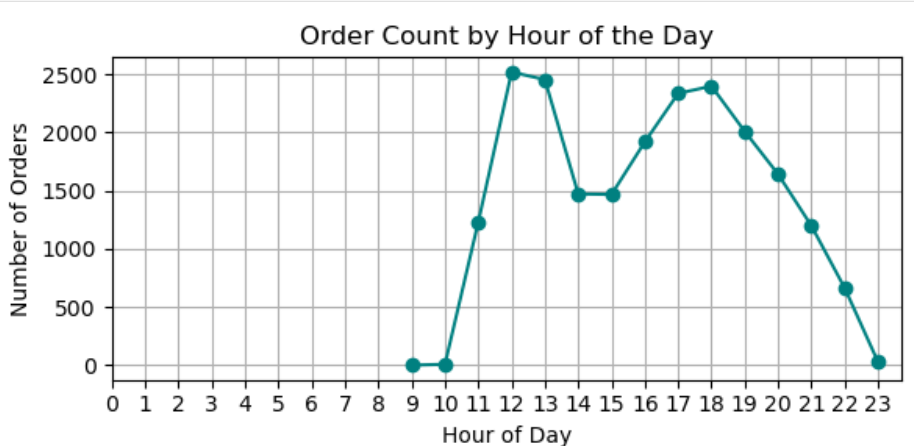 Order Count by Hour of the Day
Number of Orders
2500
2000
1500
1000
500
0
0 1 2 3 4 5 6 7 8 9 10 11 12 13 14 15 16 17 18 19 20 21 22 23
Hour of Day